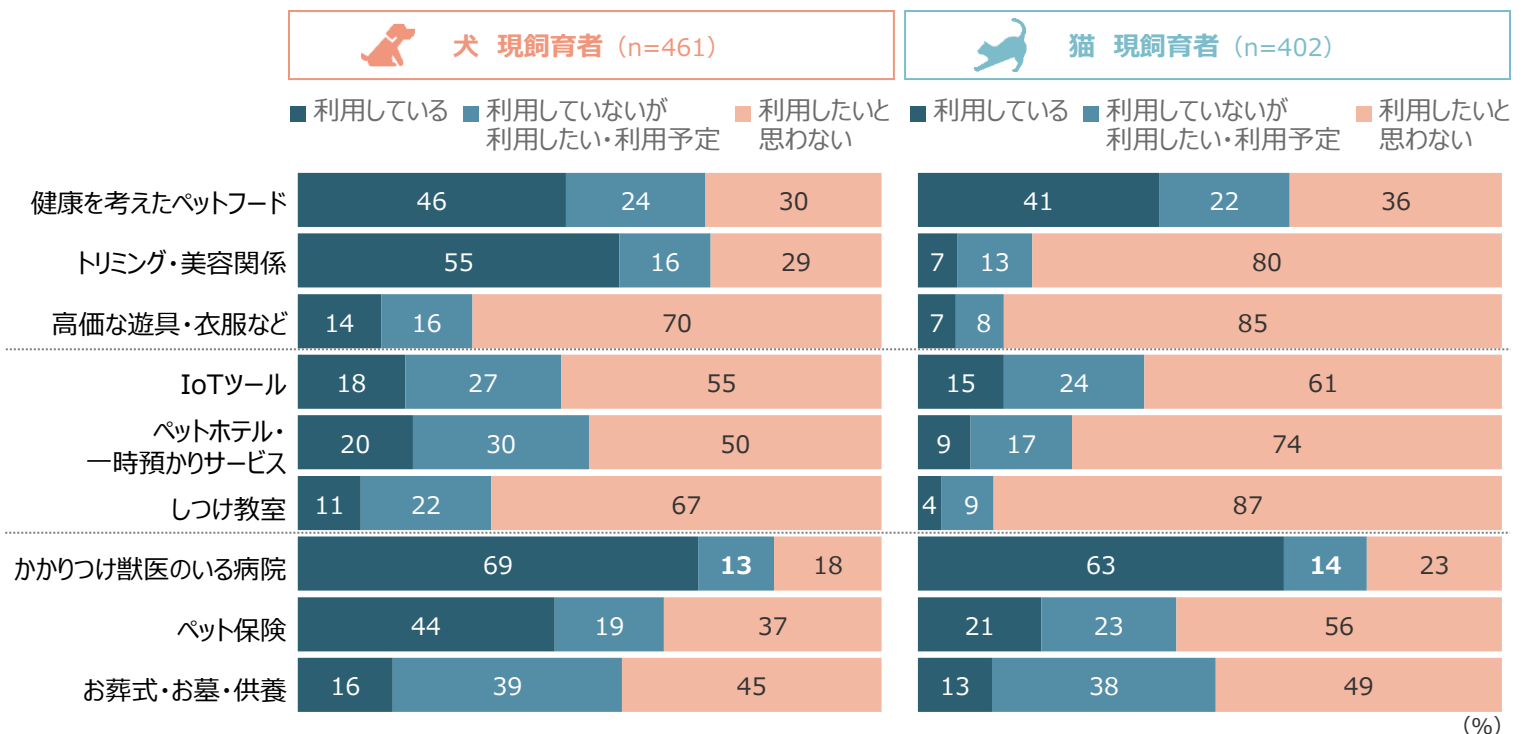 犬 現飼育者（n=461）
猫 現飼育者（n=402）
利用している 利用していないが 利用したいと
利用したい・利用予定 思わない
利用している 利用していないが 利用したいと
利用したい・利用予定 思わない
健康を考えたペットフード 46 24 30 41 22 36
トリミング・美容関係 55 16 29 7 13 80
高価な遊具・衣服など 14 16 70 7 8 85
IoTツール 18 27 55 15 24 61
ペットホテル・
一時預かりサービス 20 30 50 9 17 74
しつけ教室 11 22 67 4 9 87
かかりつけ獣医のいる病院 69 13 18 63 14 23
ペット保険 44 19 37 21 23 56
お葬式・お墓・供養 16 39 45 13 38 49
(%)